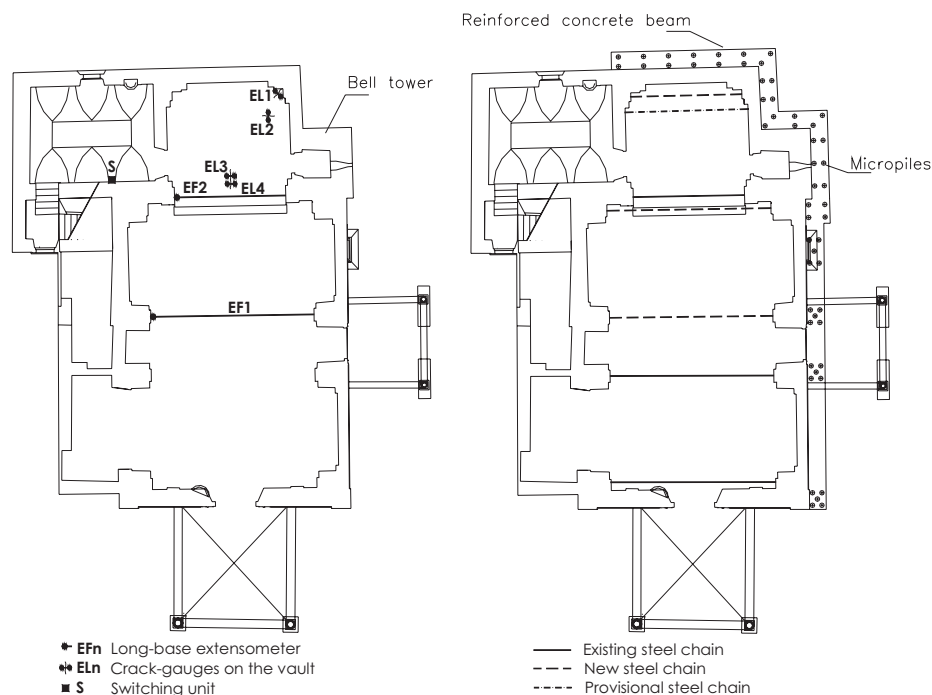 Reinforced concrete beam
Bell tower
EL1
EL2
S
EL3
EF2
EL4
Micropiles
EF1
EFn Long-base extensometer
ELn Crack-gauges on the vault
S Switching unit
Existing steel chain
New steel chain
Provisional steel chain